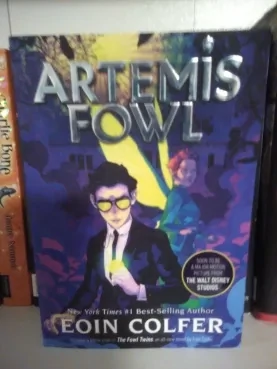 ARTEMiS
FOWL
SOON TO BE
A MAJOR MOTION
PICTURE FROM
THE WALT DISNEY
STUDIOS
New York Times #1 Best-Selling Author
EOIN COLFER
The Fowl Twins
Bone